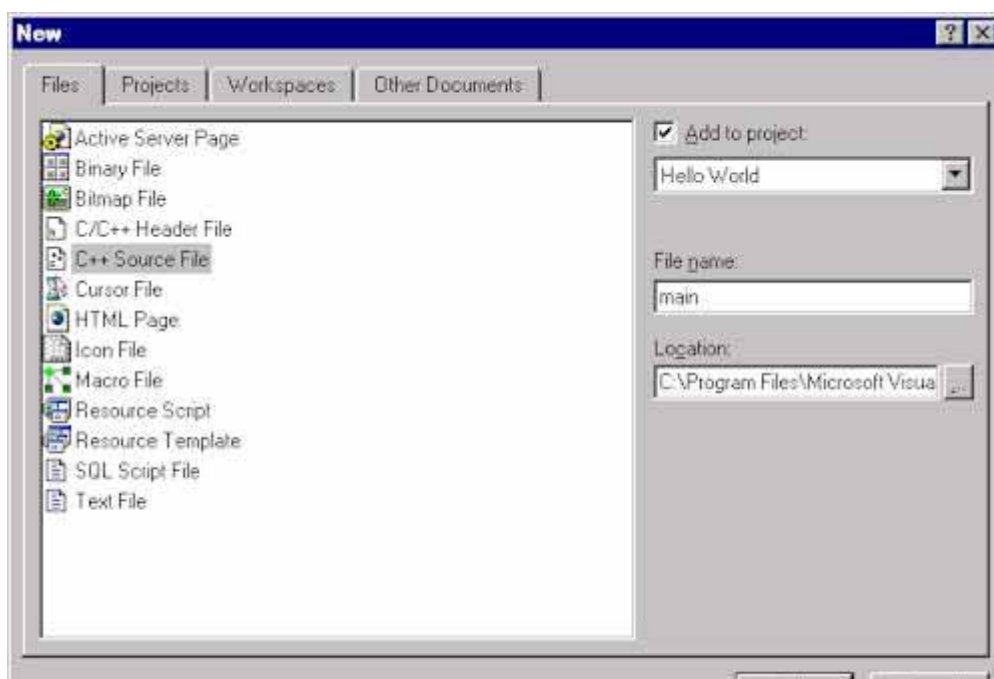 New
Files
Projects
Workspaces
Other Documents
Active Server Page
Binary File
Bitmap File
C/C++ Header File
C++ Source File
Cursor File
HTML Page
Icon File
Macro File
Resource Script
Resource Template
SQL Script File
Text File
Add to project:
Hello World
File name:
main
Location:
C:\Program Files\Microsoft Visua
...